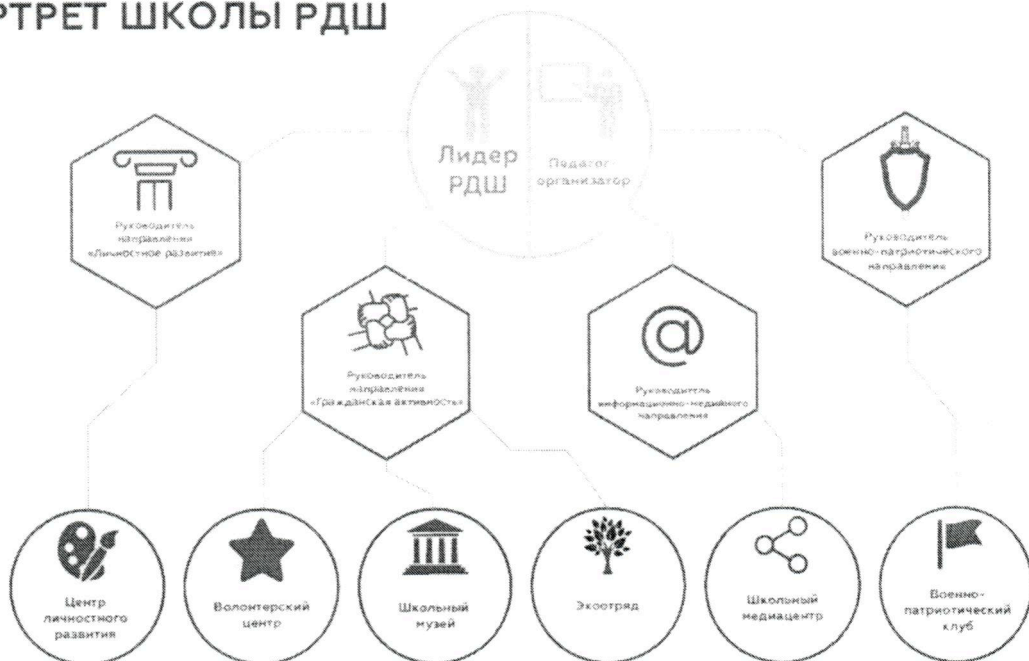 РТРЕТ ШКОЛЫ РДШ
Лидер
РДШ
Педагог-
организатор
Руководитель
направления
«Личностное развитие»
Руководитель
военно-патриотического
направления
Руководитель
направления
«Гражданская активность»
Руководитель
информационно-медийного
направления
Центр
личностного
развития
Волонтерский
центр
Школьный
музей
Экоотряд
Школьный
медиацентр
Военно-
патриотический
клуб